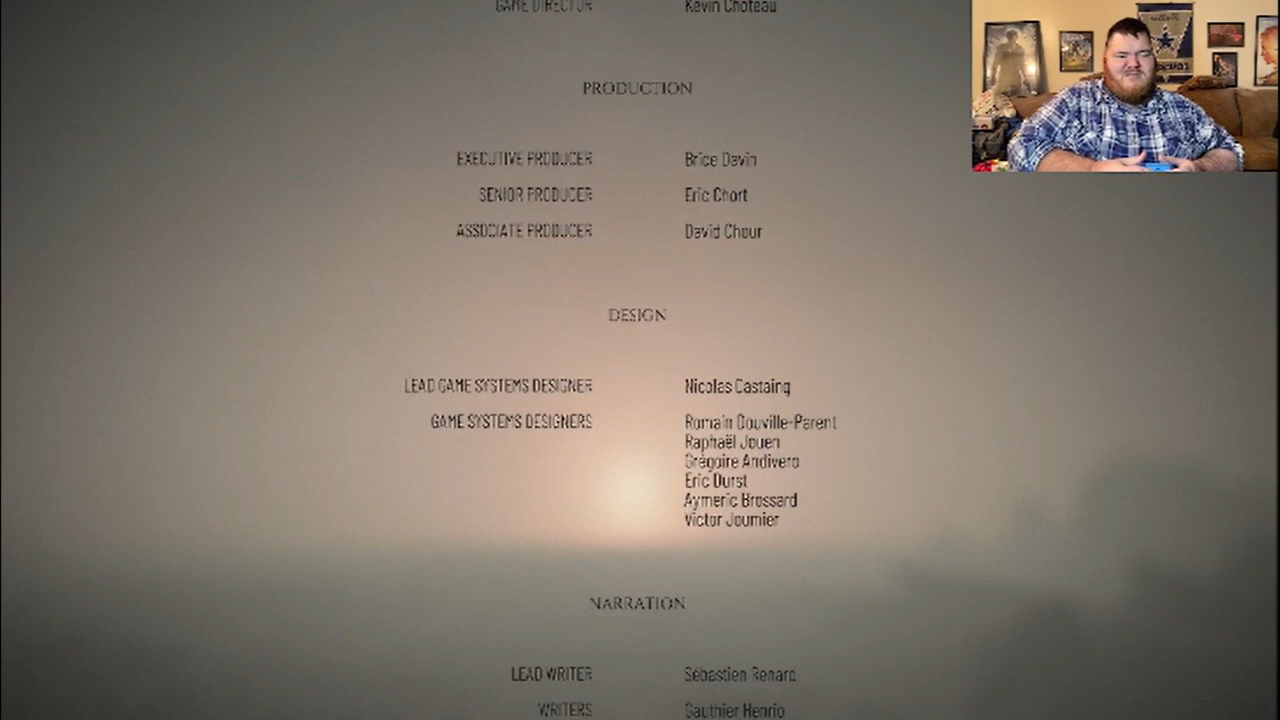 GAME DIRECTOR Kevin Choteau
PRODUCTION
EXECUTIVE PRODUCER Brice Davin
SENIOR PRODUCER Eric Chort
ASSOCIATE PRODUCER David Chour
DESIGN
LEAD GAME SYSTEMS DESIGNER Nicolas Castaing
GAME SYSTEMS DESIGNERS Romain Douville-Parent
Raphaël Jouen
Grégoire Andivero
Eric Durst
Aymeric Brossard
Victor Joumier
NARRATION
LEAD WRITER Sébastien Renard
WRITERS Gauthier Henrio